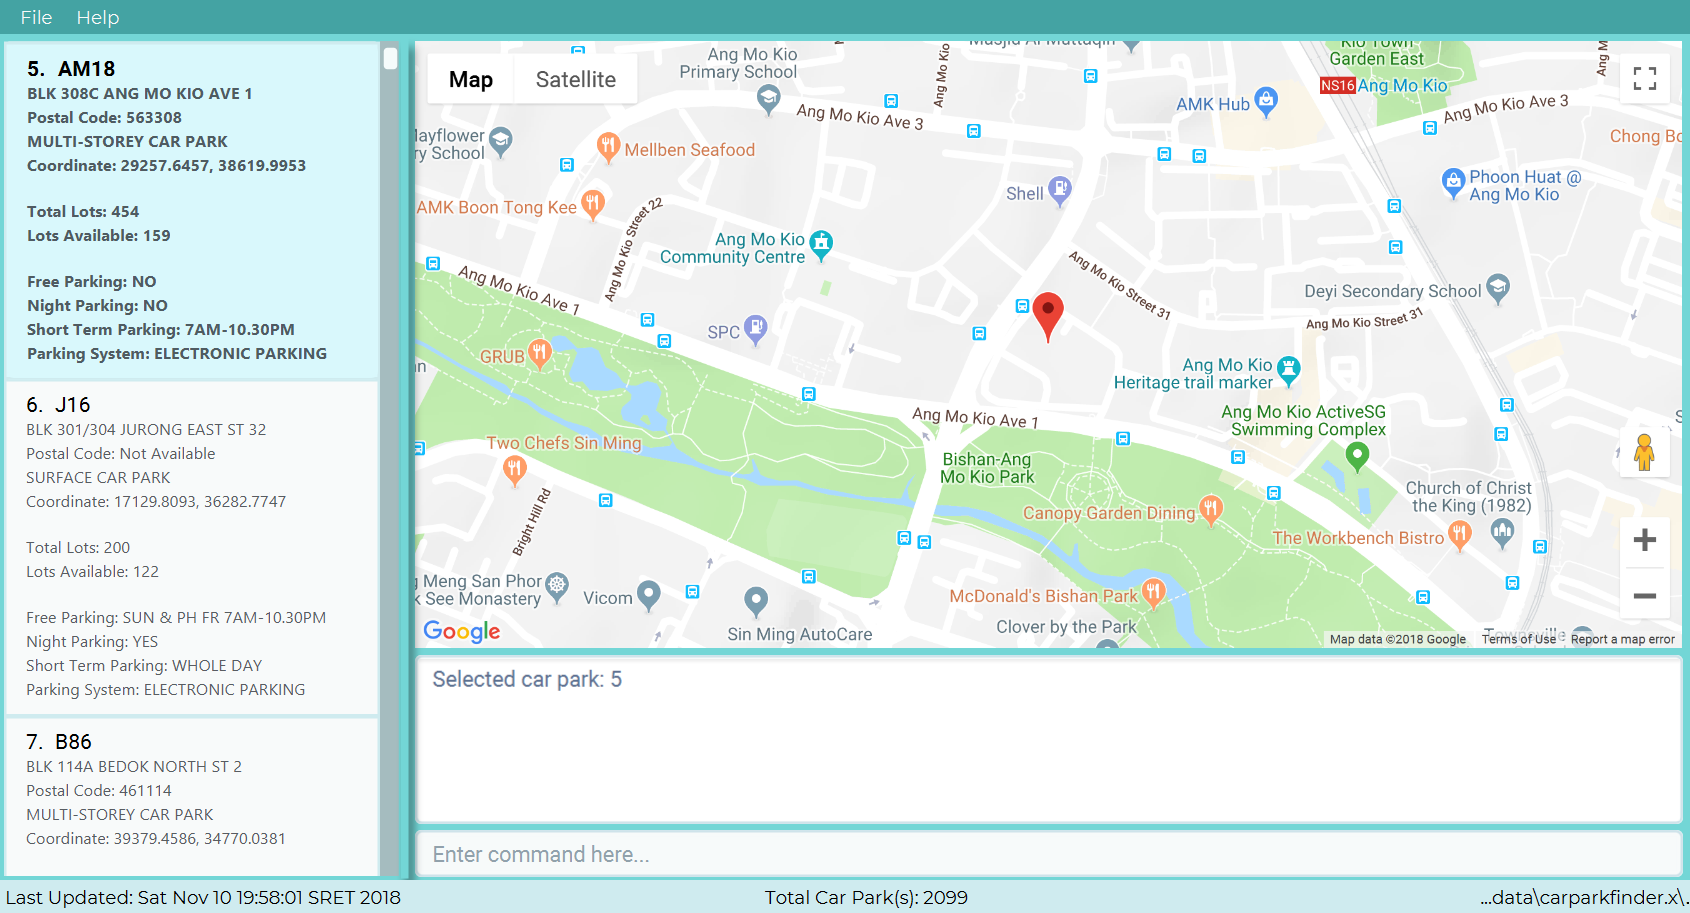 File Help
5. AM18
BLK 308C ANG MO KIO AVE 1
Postal Code: 563308
MULTI-STOREY CAR PARK
Coordinate: 29257.6457, 38619.9953
Total Lots: 454
Lots Available: 159
Free Parking: NO
Night Parking: NO
Short Term Parking: 7AM-10.30PM
Parking System: ELECTRONIC PARKING
6. J16
BLK 301/304 JURONG EAST ST 32
Postal Code: Not Available
SURFACE CAR PARK
Coordinate: 17129.8093, 36282.7747
Total Lots: 200
Lots Available: 122
Free Parking: SUN & PH FR 7AM-10.30PM
Night Parking: YES
Short Term Parking: WHOLE DAY
Parking System: ELECTRONIC PARKING
7. B86
BLK 114A BEDOK NORTH ST 2
Postal Code: 461114
MULTI-STOREY CAR PARK
Coordinate: 39379.4586, 34770.0381
Map Satellite
Ang Mo Kio
Primary School
Garden East
NS16 Ang Mo Kio
AMK Hub
Ang Mo Kio Ave 3
Ang Mo Kio Ave 3
Ang Mo Kio
Chong
ry School
Mellben Seafood
Phoon Huat @
Ang Mo Kio
Shell
AMK Boon Tong Kee
Ang Mo Kio Street 22
Ang Mo Kio
Community Centre
Ang Mo Kio Ave 1
Ang Mo Kio Street 31
Deyi Secondary School
Ang Mo Kio Street 31
SPC
GRUB
Ang Mo Kio
Heritage trail marker
Ang Mo Kio ActiveSG
Swimming Complex
Ang Mo Kio Ave 1
Two Chefs Sin Ming
Bishan-Ang
Mo Kio Park
Bright Hill Rd
Canopy Garden Dining
Church of Christ
the King (1982)
The Workbench Bistro
Meng San Phor
See Monastery
Vicom
McDonald's Bishan Park
Sin Ming AutoCare
Clover by the Park
Google
Map data ©2018 Google Terms of Use Report a map error
Selected car park: 5
Enter command here...
Last Updated: Sat Nov 10 19:58:01 SRET 2018
Total Car Park(s): 2099
...data\carparkfinder.x\.